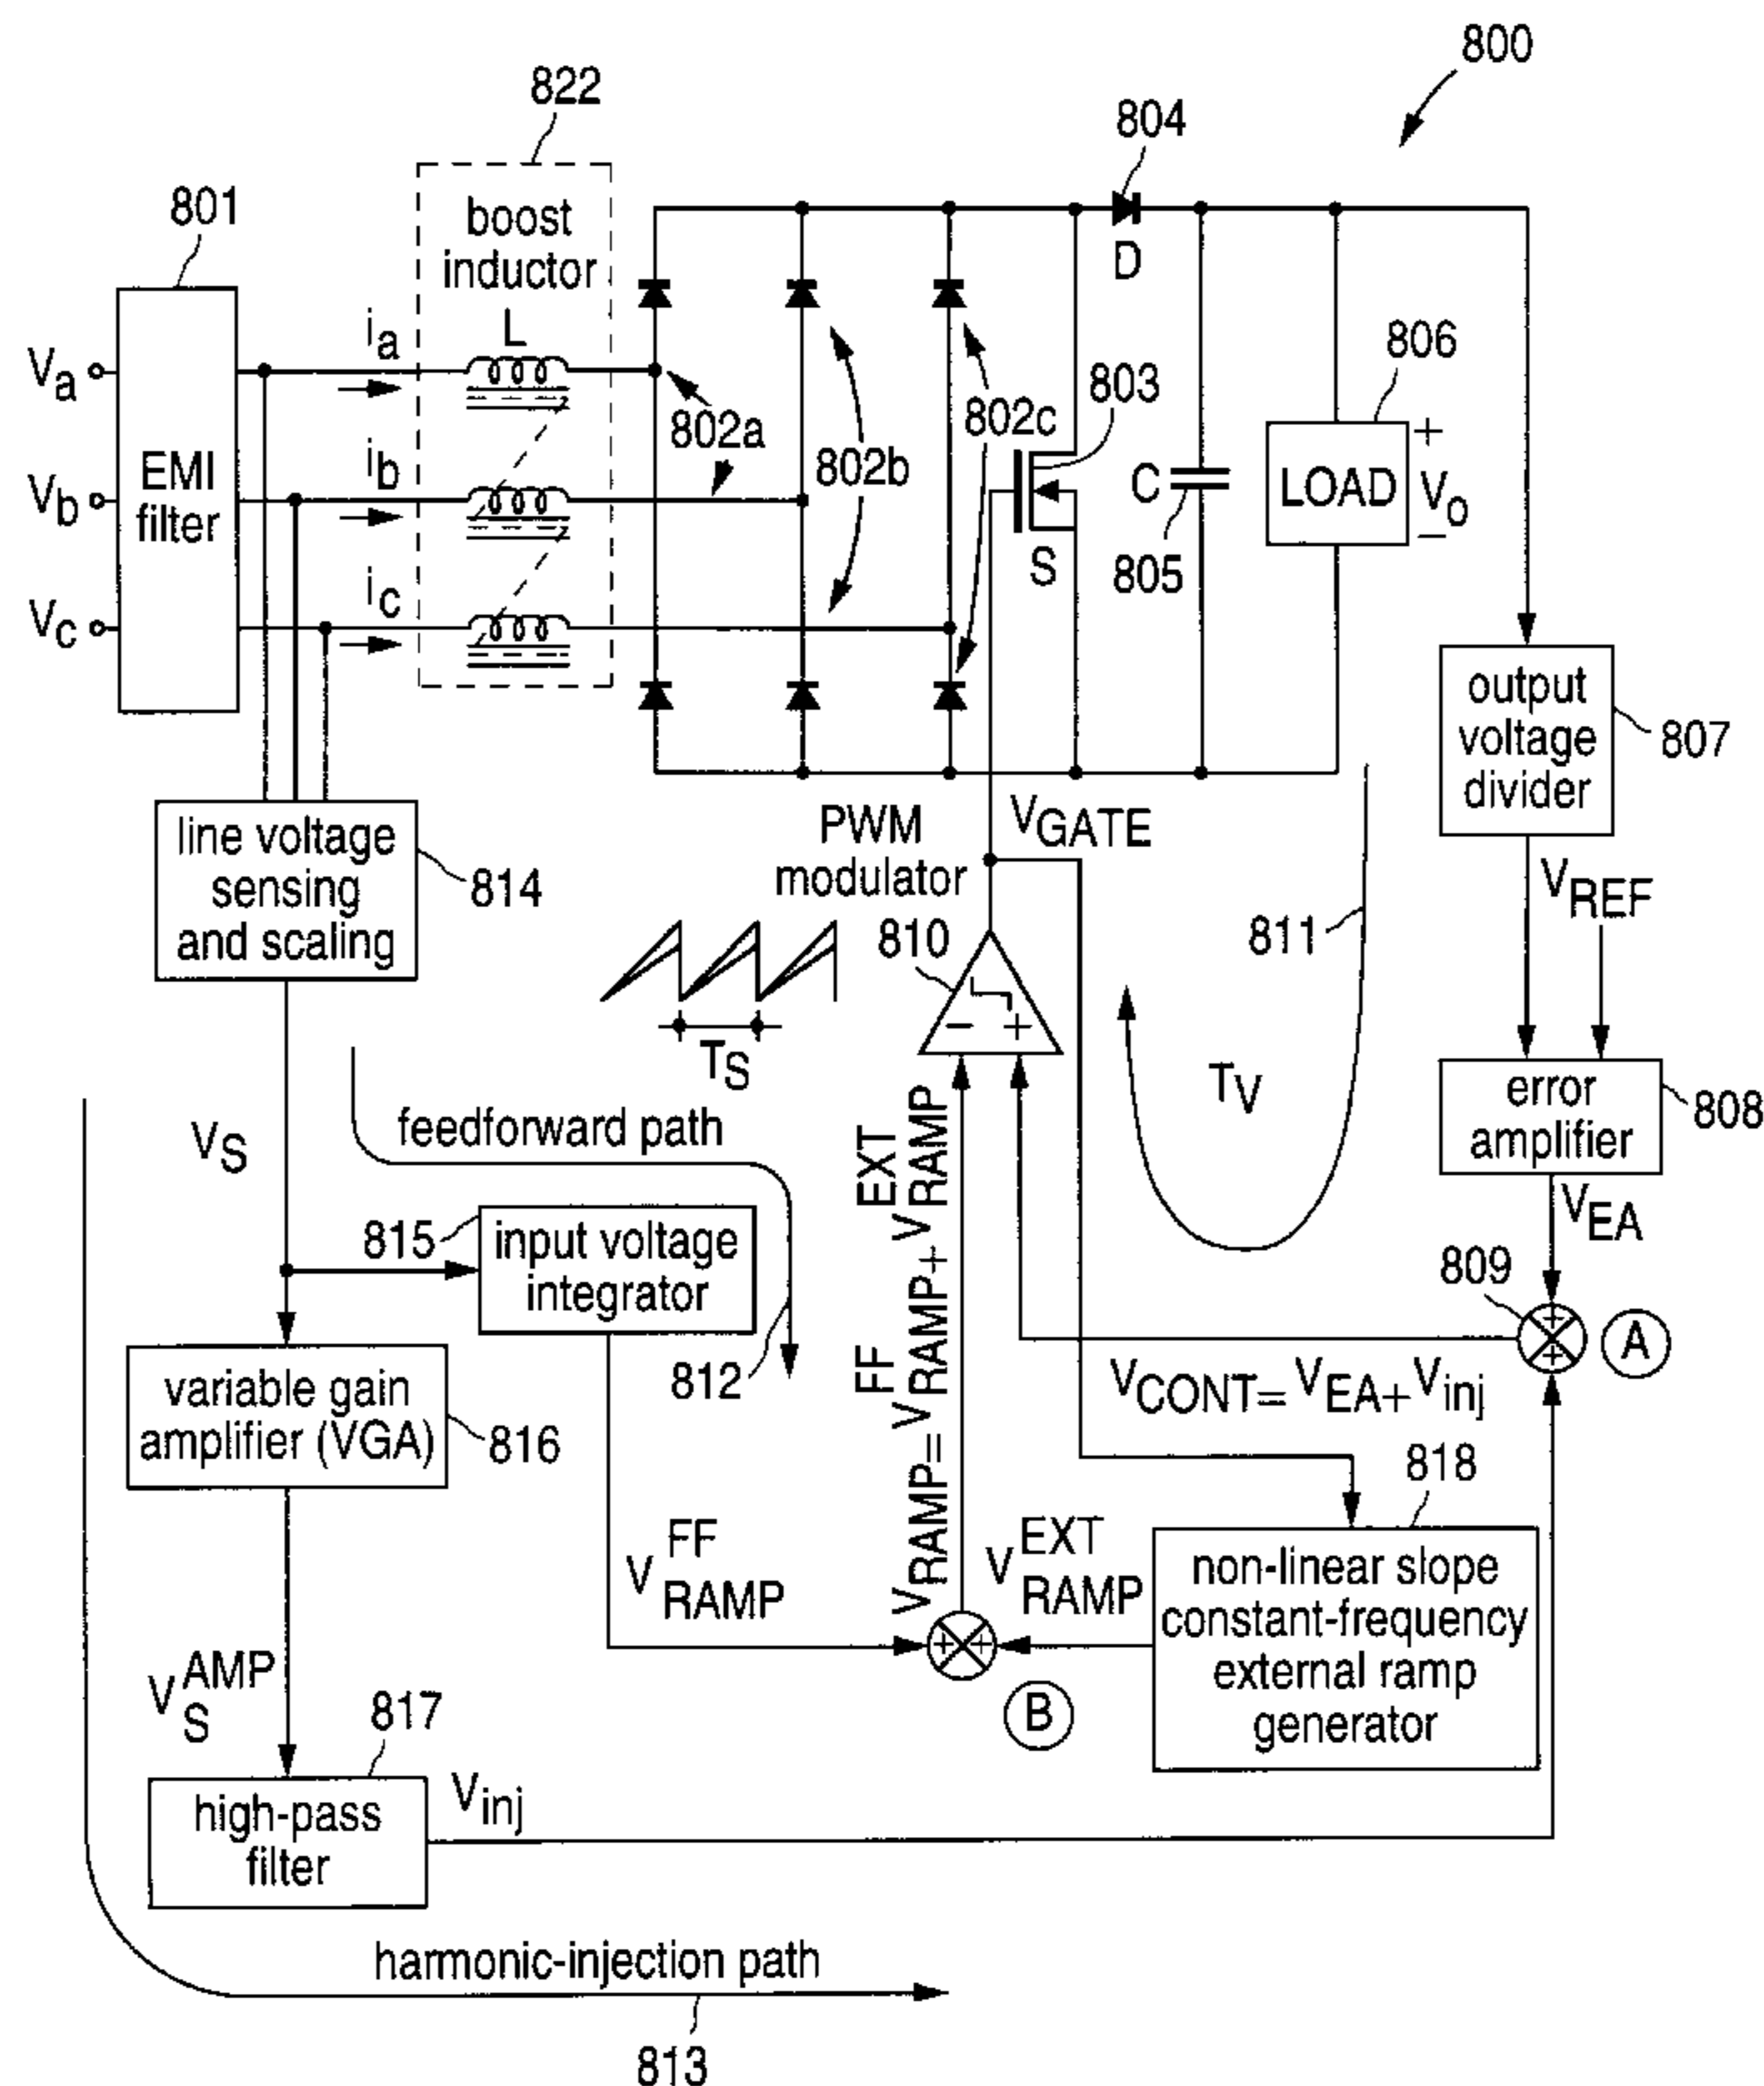 800
822
804
801
boost
inductor
L
D
Va
ia
EMI
filter
802a
802b
802c
803
806
Vb
ib
C
LOAD
+
Vo
−
S
805
Vc
ic
output
voltage
divider
807
line voltage
sensing
and scaling
814
PWM
modulator
VGATE
810
811
VREF
− +
TS
TV
error
amplifier
808
VS
feedforward path
VEA
815
input voltage
integrator
809
+
+
A
812
VRAMP=VRAMP^FF+VRAMP^EXT
VCONT=VEA+Vinj
variable gain
amplifier (VGA)
816
818
VRAMP^FF
VRAMP^EXT
non-linear slope
constant-frequency
external ramp
generator
+ +
B
VS^AMP
817
high-pass
filter
Vinj
harmonic-injection path
813